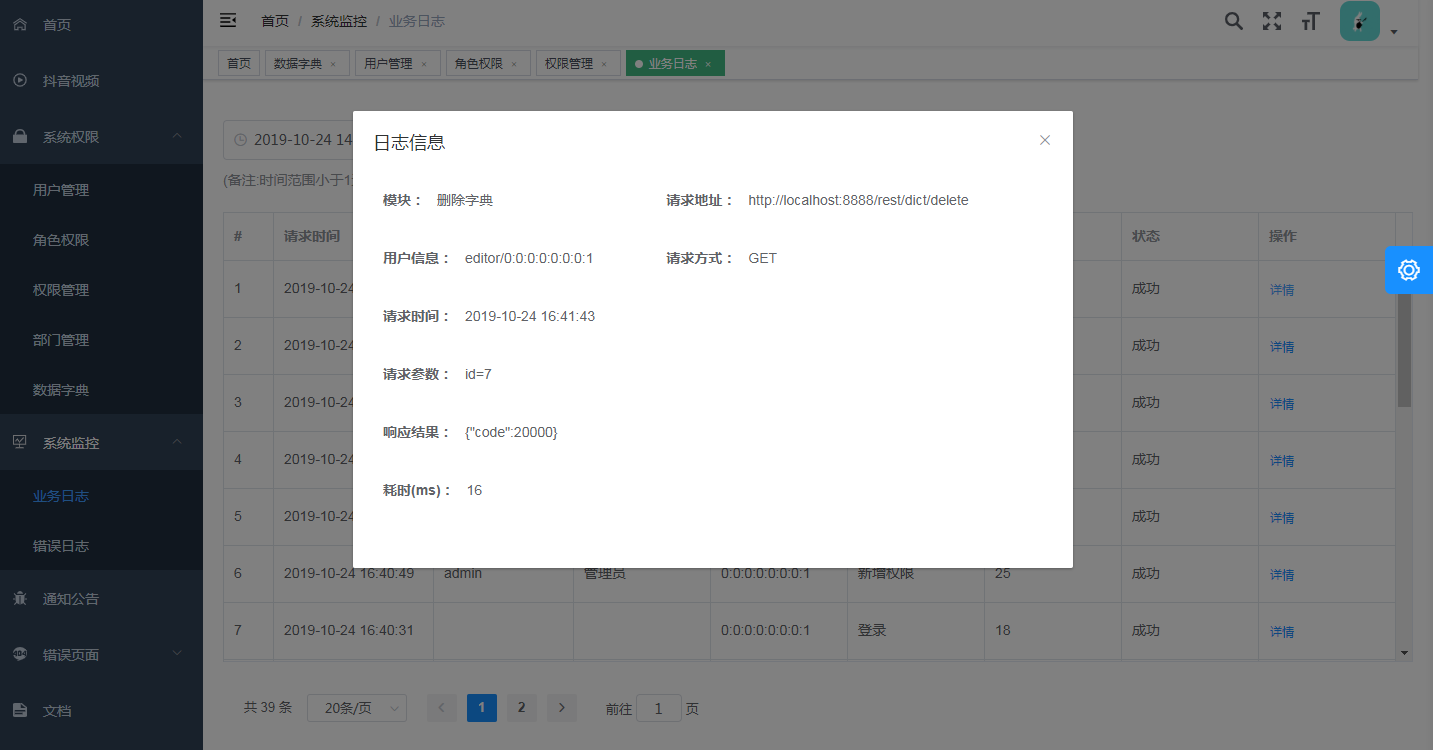 首页
抖音视频
系统权限
用户管理
角色权限
权限管理
部门管理
数据字典
系统监控
业务日志
错误日志
通知公告
404 错误页面
文档
首页 / 系统监控 / 业务日志
首页 数据字典 × 用户管理 × 角色权限 × 权限管理 × 业务日志 ×
2019-10-24 14
(备注:时间范围小于1
日志信息 ×
模块： 删除字典 请求地址： http://localhost:8888/rest/dict/delete
用户信息： editor/0:0:0:0:0:0:0:1 请求方式： GET
请求时间： 2019-10-24 16:41:43
请求参数： id=7
响应结果： {"code":20000}
耗时(ms)： 16
# 请求时间 状态 操作
1 2019-10-24 成功 详情
2 2019-10-24 成功 详情
3 2019-10-24 成功 详情
4 2019-10-24 成功 详情
5 2019-10-24 成功 详情
6 2019-10-24 16:40:49 admin 管理员 0:0:0:0:0:0:0:1 新增权限 25 成功 详情
7 2019-10-24 16:40:31 0:0:0:0:0:0:0:1 登录 18 成功 详情
共 39 条 20条/页 1 2 前往 1 页